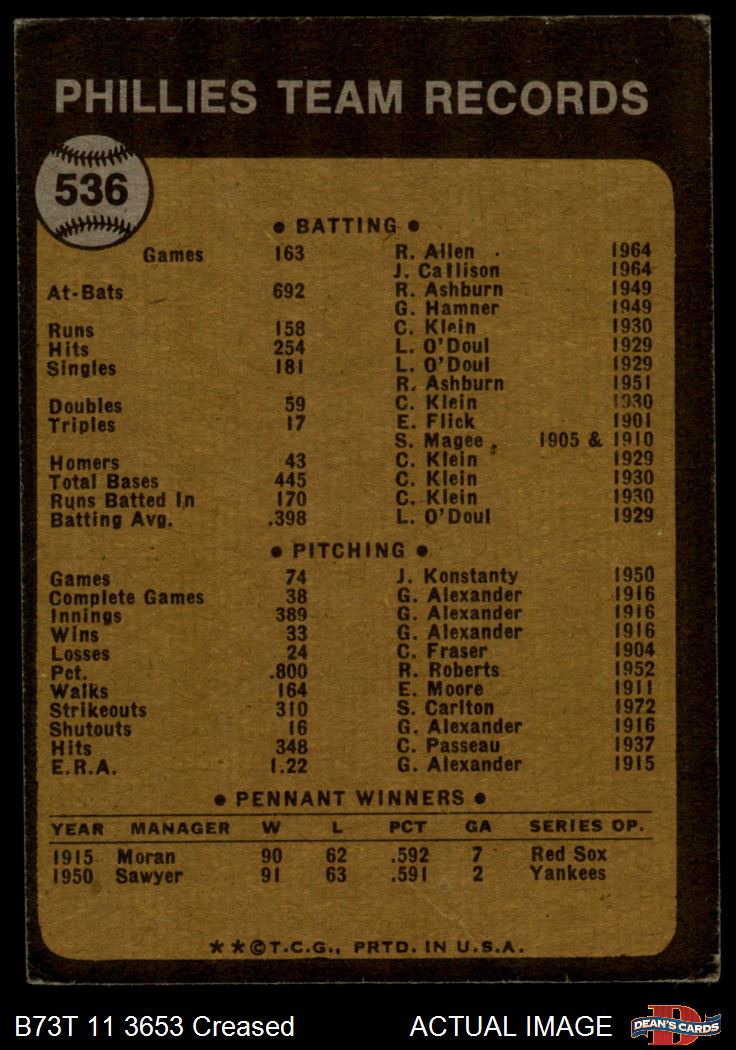 PHILLIES TEAM RECORDS
536
• BATTING •
Games 163 R. Allen 1964
J. Callison 1964
At-Bats 692 R. Ashburn 1949
G. Hamner 1949
Runs 158 C. Klein 1930
Hits 254 L. O'Doul 1929
Singles 181 L. O'Doul 1929
R. Ashburn 1951
Doubles 59 C. Klein 1930
Triples 17 E. Flick 1901
S. Magee 1905 & 1910
Homers 43 C. Klein 1929
Total Bases 445 C. Klein 1930
Runs Batted In 170 C. Klein 1930
Batting Avg. .398 L. O'Doul 1929
• PITCHING •
Games 74 J. Konstanty 1950
Complete Games 38 G. Alexander 1916
Innings 389 G. Alexander 1916
Wins 33 G. Alexander 1916
Losses 24 C. Fraser 1904
Pct. .800 R. Roberts 1952
Walks 164 E. Moore 1911
Strikeouts 310 S. Carlton 1972
Shutouts 16 G. Alexander 1916
Hits 348 C. Passeau 1937
E.R.A. 1.22 G. Alexander 1915
• PENNANT WINNERS •
YEAR MANAGER W L PCT GA SERIES OP.
1915 Moran 90 62 .592 7 Red Sox
1950 Sawyer 91 63 .591 2 Yankees
**©T.C.G., PRTD. IN U.S.A.
B73T 11 3653 Creased ACTUAL IMAGE DEAN'S CARDS